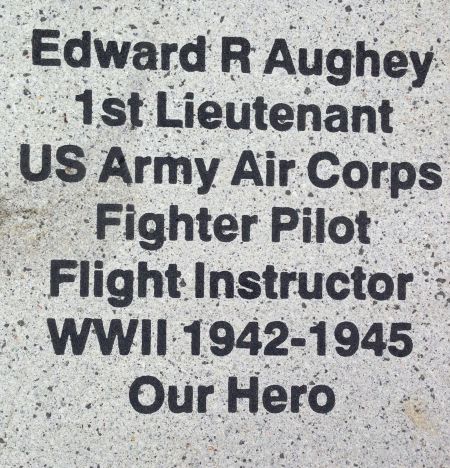 Edward R Aughey
1st Lieutenant
US Army Air Corps
Fighter Pilot
Flight Instructor
WWII 1942-1945
Our Hero